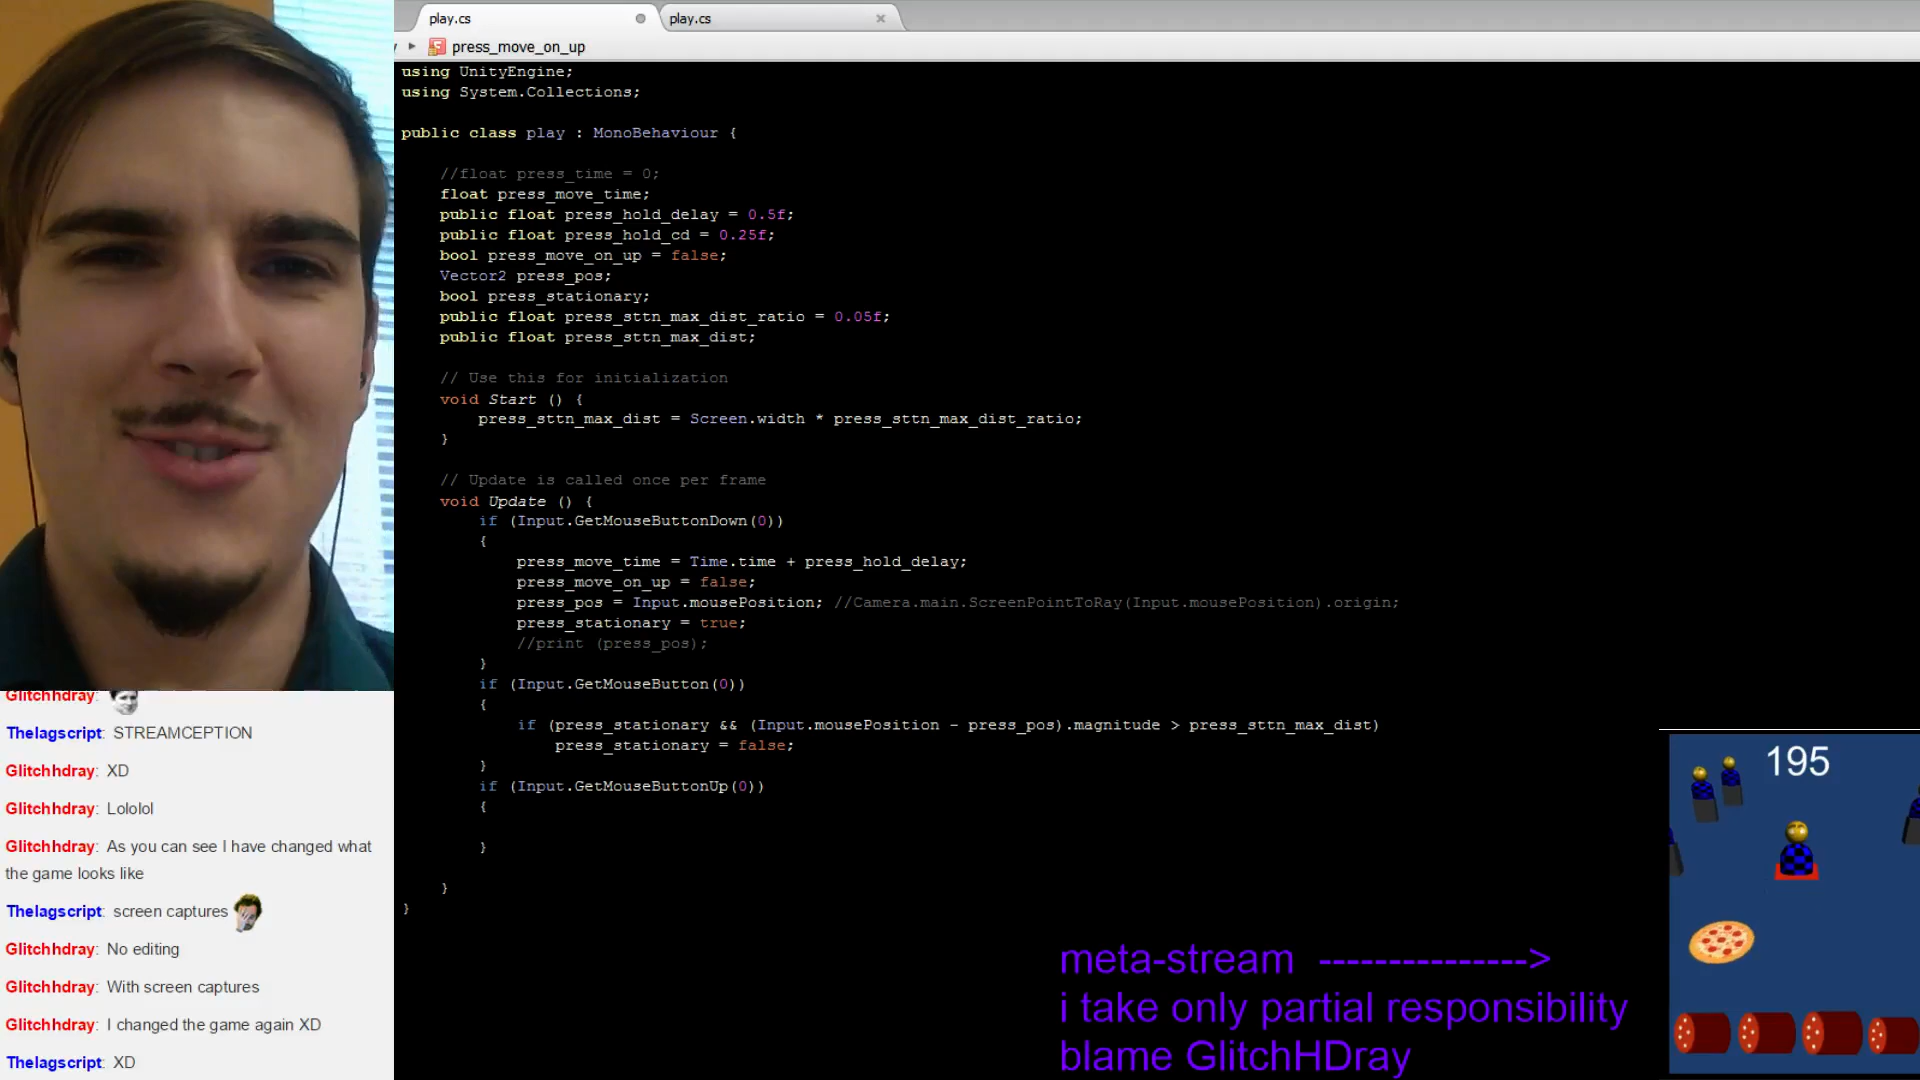 play.cs
play.cs
press_move_on_up
using UnityEngine;
using System.Collections;
public class play : MonoBehaviour {
//float press_time = 0;
float press_move_time;
public float press_hold_delay = 0.5f;
public float press_hold_cd = 0.25f;
bool press_move_on_up = false;
Vector2 press_pos;
bool press_stationary;
public float press_sttn_max_dist_ratio = 0.05f;
public float press_sttn_max_dist;
// Use this for initialization
void Start () {
press_sttn_max_dist = Screen.width * press_sttn_max_dist_ratio;
}
// Update is called once per frame
void Update () {
if (Input.GetMouseButtonDown(0))
{
press_move_time = Time.time + press_hold_delay;
press_move_on_up = false;
press_pos = Input.mousePosition; //Camera.main.ScreenPointToRay(Input.mousePosition).origin;
press_stationary = true;
//print (press_pos);
}
if (Input.GetMouseButton(0))
{
if (press_stationary && (Input.mousePosition - press_pos).magnitude > press_sttn_max_dist)
press_stationary = false;
}
if (Input.GetMouseButtonUp(0))
{
}
}
}
Glitchhdray:
Thelagscript: STREAMCEPTION
Glitchhdray: XD
Glitchhdray: Lololol
Glitchhdray: As you can see I have changed what
the game looks like
Thelagscript: screen captures
Glitchhdray: No editing
Glitchhdray: With screen captures
Glitchhdray: I changed the game again XD
Thelagscript: XD
meta-stream --------------->
i take only partial responsibility
blame GlitchHDray
195